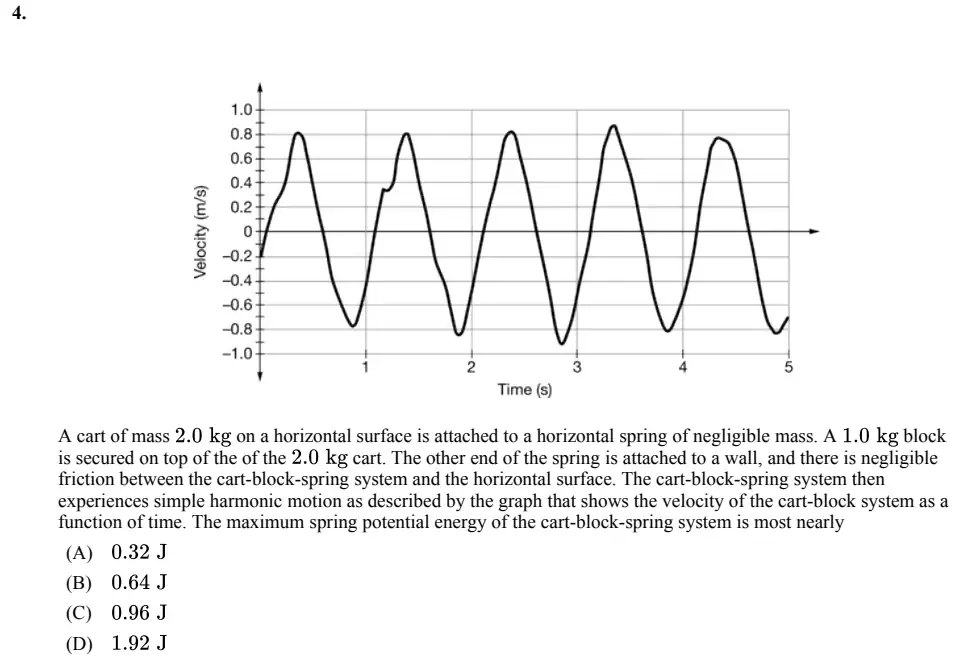 4.
1.0
0.8
0.6
0.4
0.2
0
−0.2
−0.4
−0.6
−0.8
−1.0
Velocity (m/s)
1 2 3 4 5
Time (s)
A cart of mass 2.0 kg on a horizontal surface is attached to a horizontal spring of negligible mass. A 1.0 kg block
is secured on top of the of the 2.0 kg cart. The other end of the spring is attached to a wall, and there is negligible
friction between the cart-block-spring system and the horizontal surface. The cart-block-spring system then
experiences simple harmonic motion as described by the graph that shows the velocity of the cart-block system as a
function of time. The maximum spring potential energy of the cart-block-spring system is most nearly
(A) 0.32 J
(B) 0.64 J
(C) 0.96 J
(D) 1.92 J